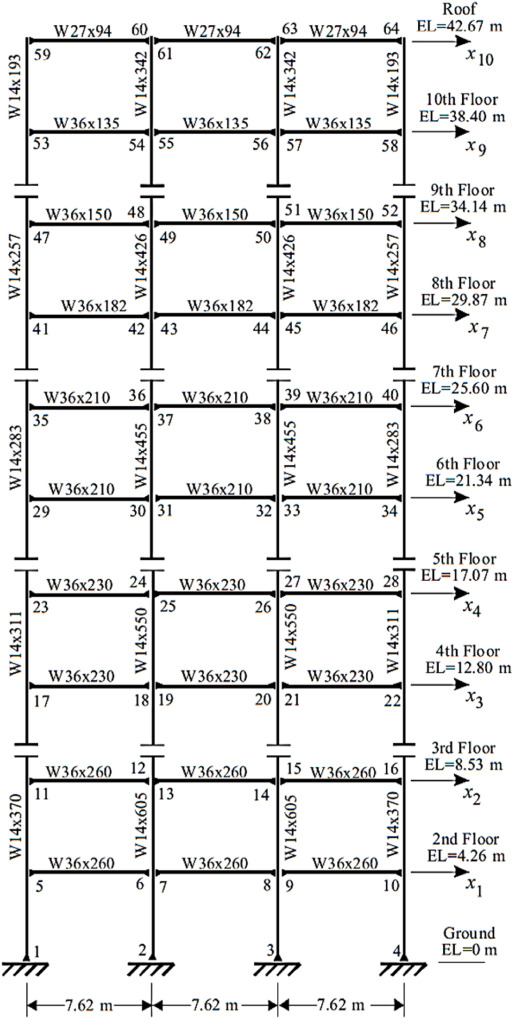 Roof
W27x94 60 63 W27x94 64 EL=42.67 m
59 61 W27x94 62 x10
W14x193 W14x342 W14x342 W14x193
10th Floor
W36x135 W36x135 W36x135 EL=38.40 m
53 54 55 56 57 58 x9
9th Floor
W36x150 48 W36x150 51 W36x150 52 EL=34.14 m
47 49 50 x8
W14x257 W14x426 W14x426 W14x257
8th Floor
W36x182 W36x182 W36x182 EL=29.87 m
41 42 43 44 45 46 x7
7th Floor
W36x210 36 W36x210 39 W36x210 40 EL=25.60 m
35 37 38 x6
W14x283 W14x455 W14x455 W14x283
6th Floor
W36x210 W36x210 W36x210 EL=21.34 m
29 30 31 32 33 34 x5
5th Floor
W36x230 24 W36x230 27 W36x230 28 EL=17.07 m
23 25 26 x4
W14x311 W14x550 W14x550 W14x311
4th Floor
W36x230 W36x230 W36x230 EL=12.80 m
17 18 19 20 21 22 x3
3rd Floor
W36x260 12 W36x260 15 W36x260 16 EL=8.53 m
11 13 14 x2
W14x370 W14x605 W14x605 W14x370
2nd Floor
W36x260 W36x260 W36x260 EL=4.26 m
5 6 7 8 9 10 x1
Ground
1 2 3 4 EL=0 m
7.62 m 7.62 m 7.62 m